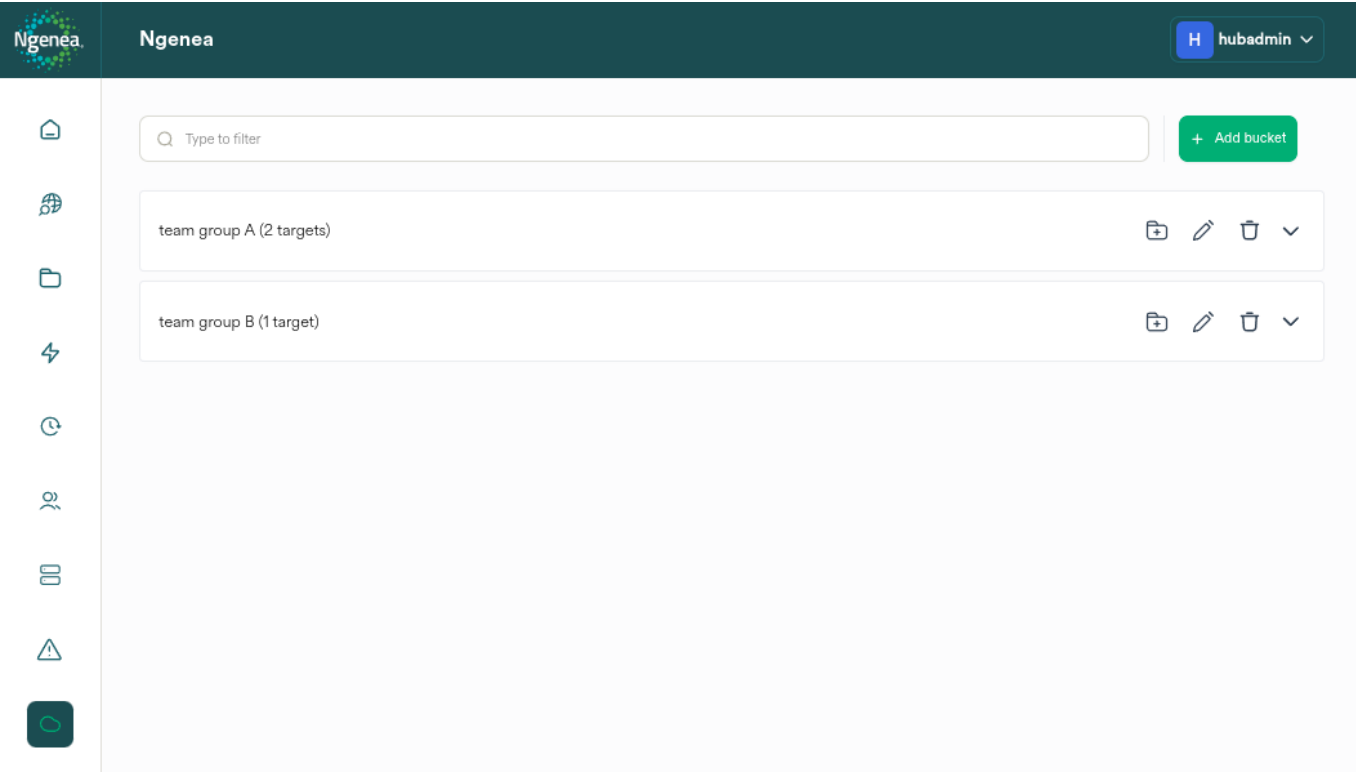 Ngenea
Ngenea
H hubadmin
Type to filter
+ Add bucket
team group A (2 targets)
team group B (1 target)